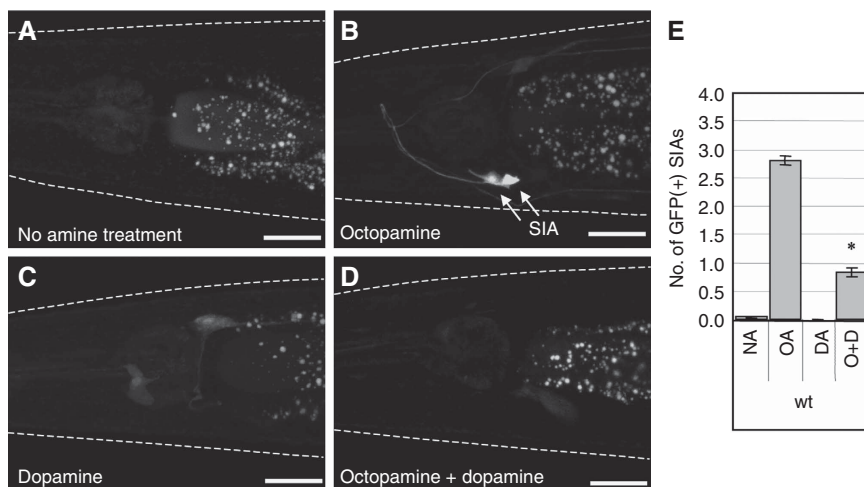 A
No amine treatment
B
SIA
Octopamine
C
Dopamine
D
Octopamine + dopamine
E
No. of GFP(+) SIAs
4.0
3.5
3.0
2.5
2.0
1.5
1.0
0.5
0.0
*
NA
OA
DA
O+D
wt